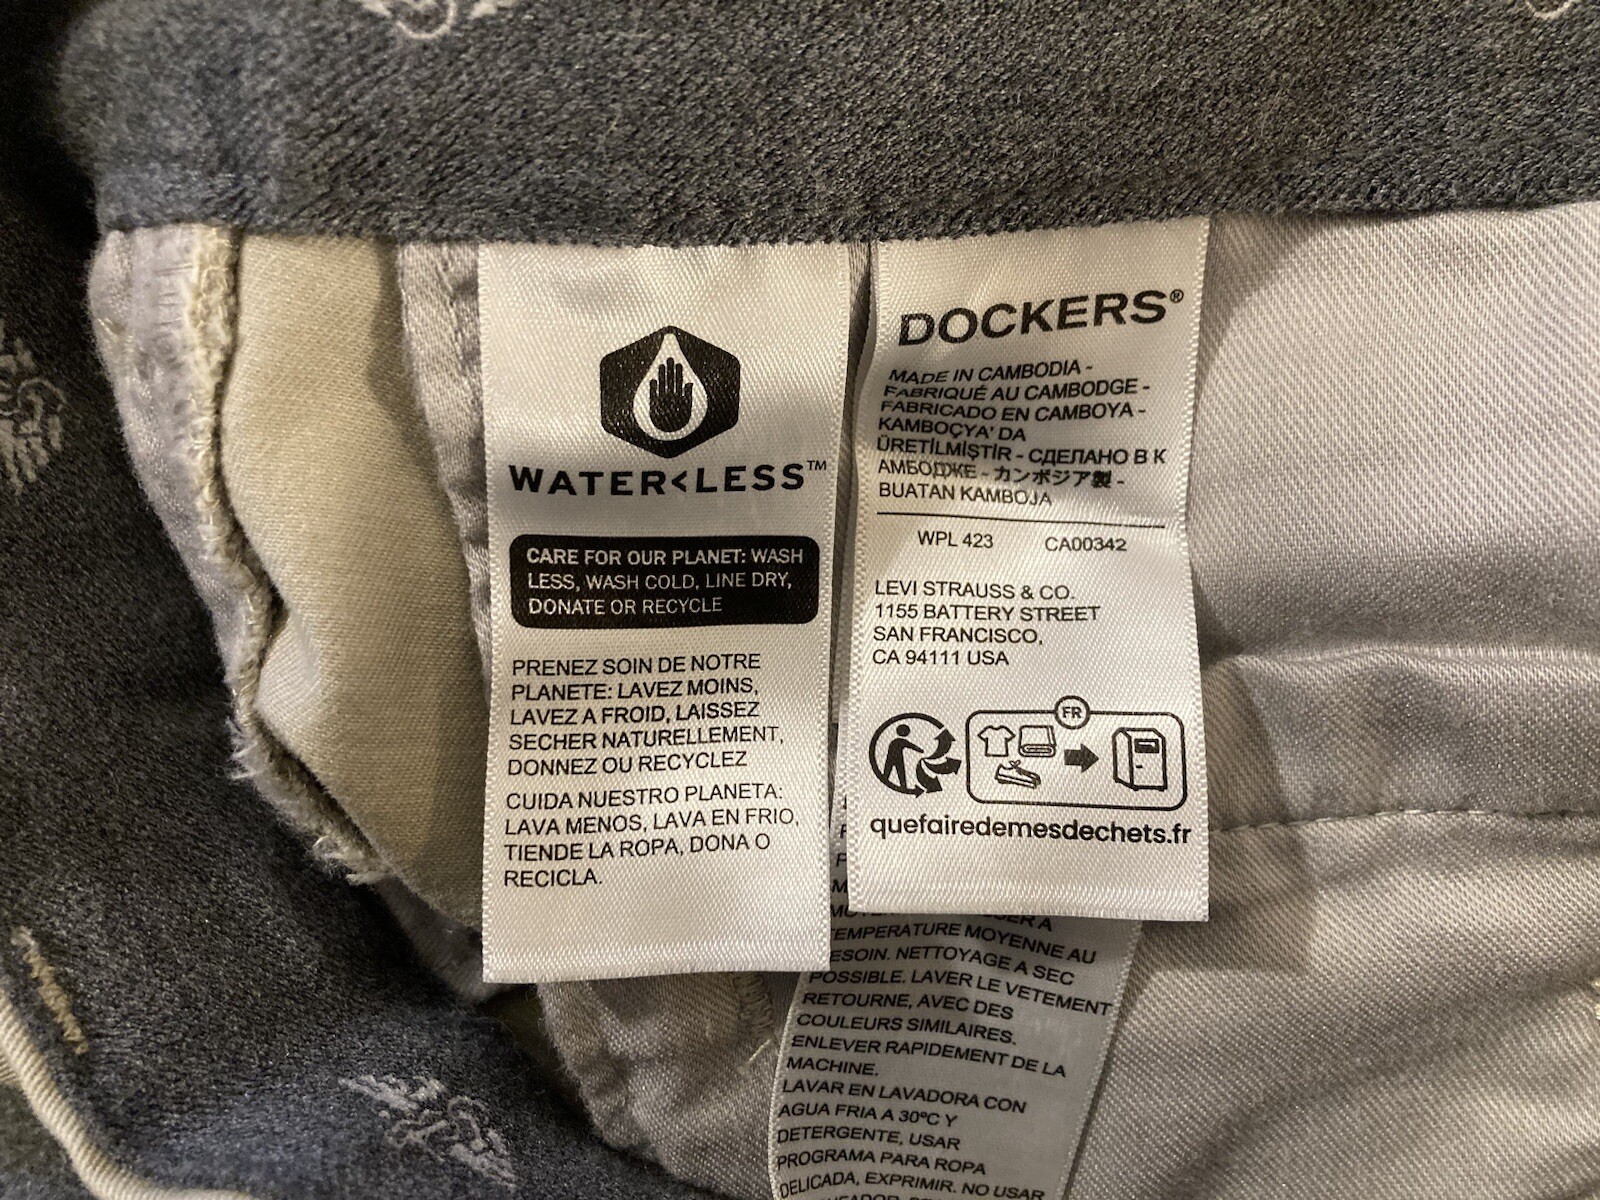 WATER<LESS™
CARE FOR OUR PLANET: WASH
LESS, WASH COLD, LINE DRY,
DONATE OR RECYCLE
PRENEZ SOIN DE NOTRE
PLANETE: LAVEZ MOINS,
LAVEZ A FROID, LAISSEZ
SECHER NATURELLEMENT,
DONNEZ OU RECYCLEZ
CUIDA NUESTRO PLANETA:
LAVA MENOS, LAVA EN FRIO,
TIENDE LA ROPA, DONA O
RECICLA.
DOCKERS®
MADE IN CAMBODIA -
FABRIQUÉ AU CAMBODGE -
FABRICADO EN CAMBOYA -
KAMBOÇYA' DA
ÜRETİLMİŞTİR - СДЕЛАНО В К
АМБОДЖЕ - カンボジア製 -
BUATAN KAMBOJA
WPL 423 CA00342
LEVI STRAUSS & CO.
1155 BATTERY STREET
SAN FRANCISCO,
CA 94111 USA
FR
quefairedemesdechets.fr
TEMPERATURE MOYENNE AU
BESOIN. NETTOYAGE A SEC
POSSIBLE. LAVER LE VETEMENT
RETOURNE, AVEC DES
COULEURS SIMILAIRES.
ENLEVER RAPIDEMENT DE LA
MACHINE.
LAVAR EN LAVADORA CON
AGUA FRIA A 30ºC Y
DETERGENTE, USAR
PROGRAMA PARA ROPA
DELICADA, EXPRIMIR. NO USAR